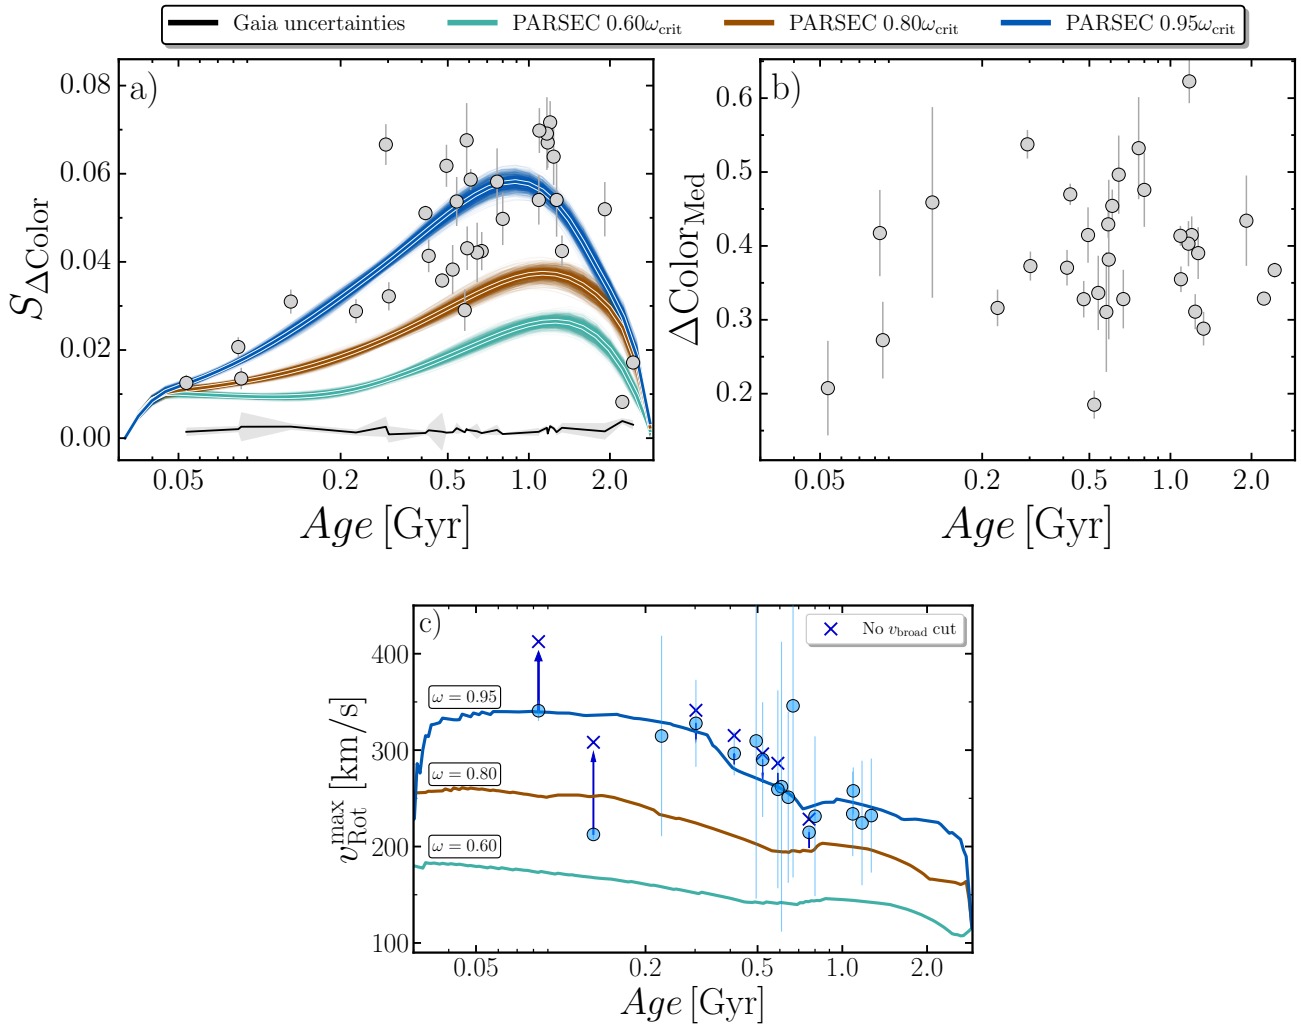 Gaia uncertainties PARSEC 0.60ω_crit PARSEC 0.80ω_crit PARSEC 0.95ω_crit
a)
0.08
0.06
0.04
0.02
0.00
S_ΔColor
0.05 0.2 0.5 1.0 2.0
Age [Gyr]
b)
0.6
0.5
0.4
0.3
0.2
ΔColor_Med
0.05 0.2 0.5 1.0 2.0
Age [Gyr]
c)
No v_broad cut
400
300
200
100
v_Rot^max [km/s]
ω = 0.95
ω = 0.80
ω = 0.60
0.05 0.2 0.5 1.0 2.0
Age [Gyr]